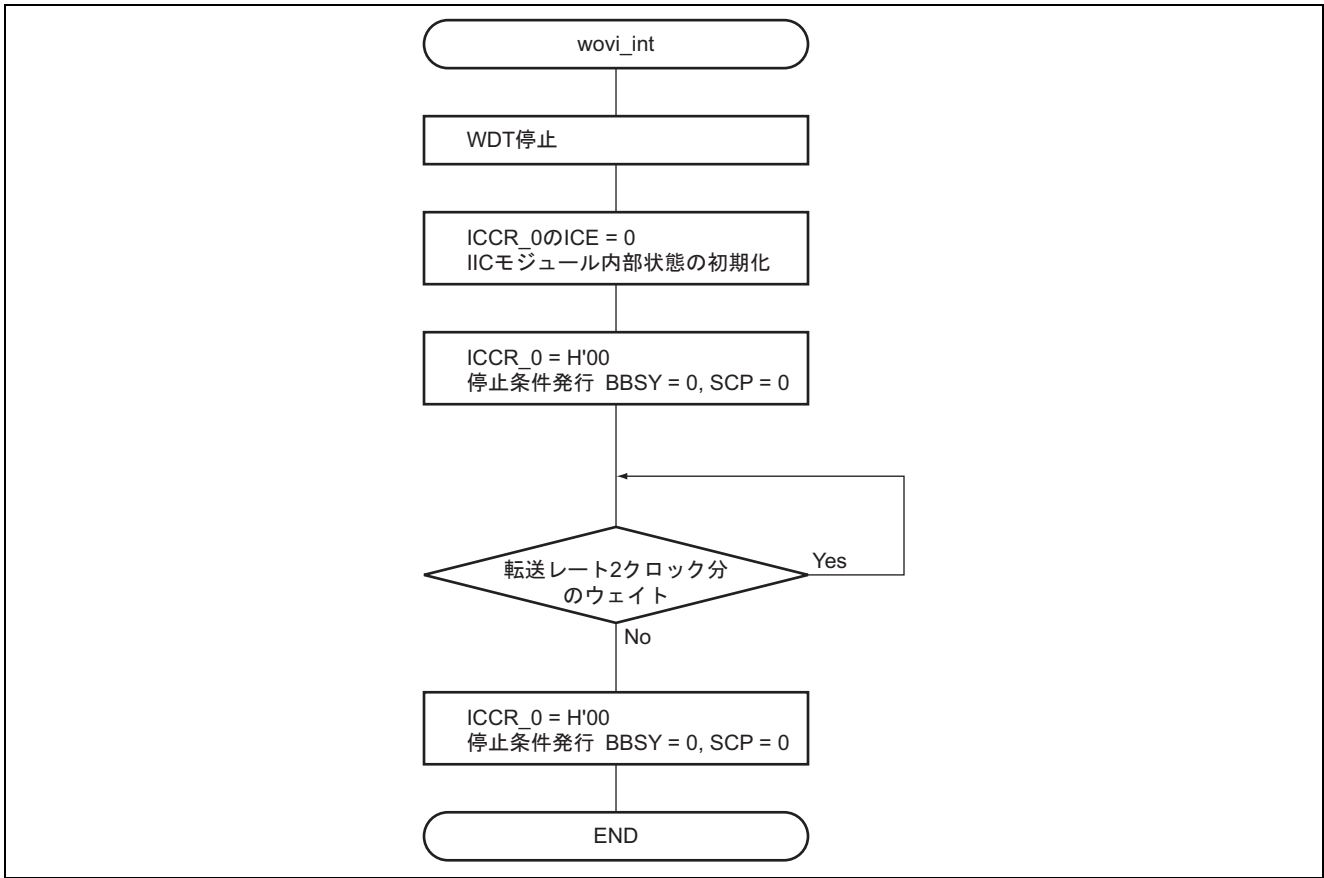 wovi_int
WDT停止
ICCR_0のICE = 0
IICモジュール内部状態の初期化
ICCR_0 = H'00
停止条件発行 BBSY = 0, SCP = 0
転送レート2クロック分
のウェイト
Yes
No
ICCR_0 = H'00
停止条件発行 BBSY = 0, SCP = 0
END